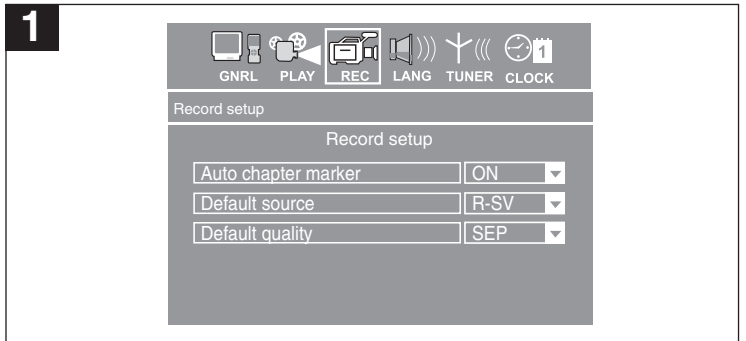 1
GNRL PLAY REC LANG TUNER CLOCK
1
Record setup
Record setup
Auto chapter marker ON
Default source R-SV
Default quality SEP